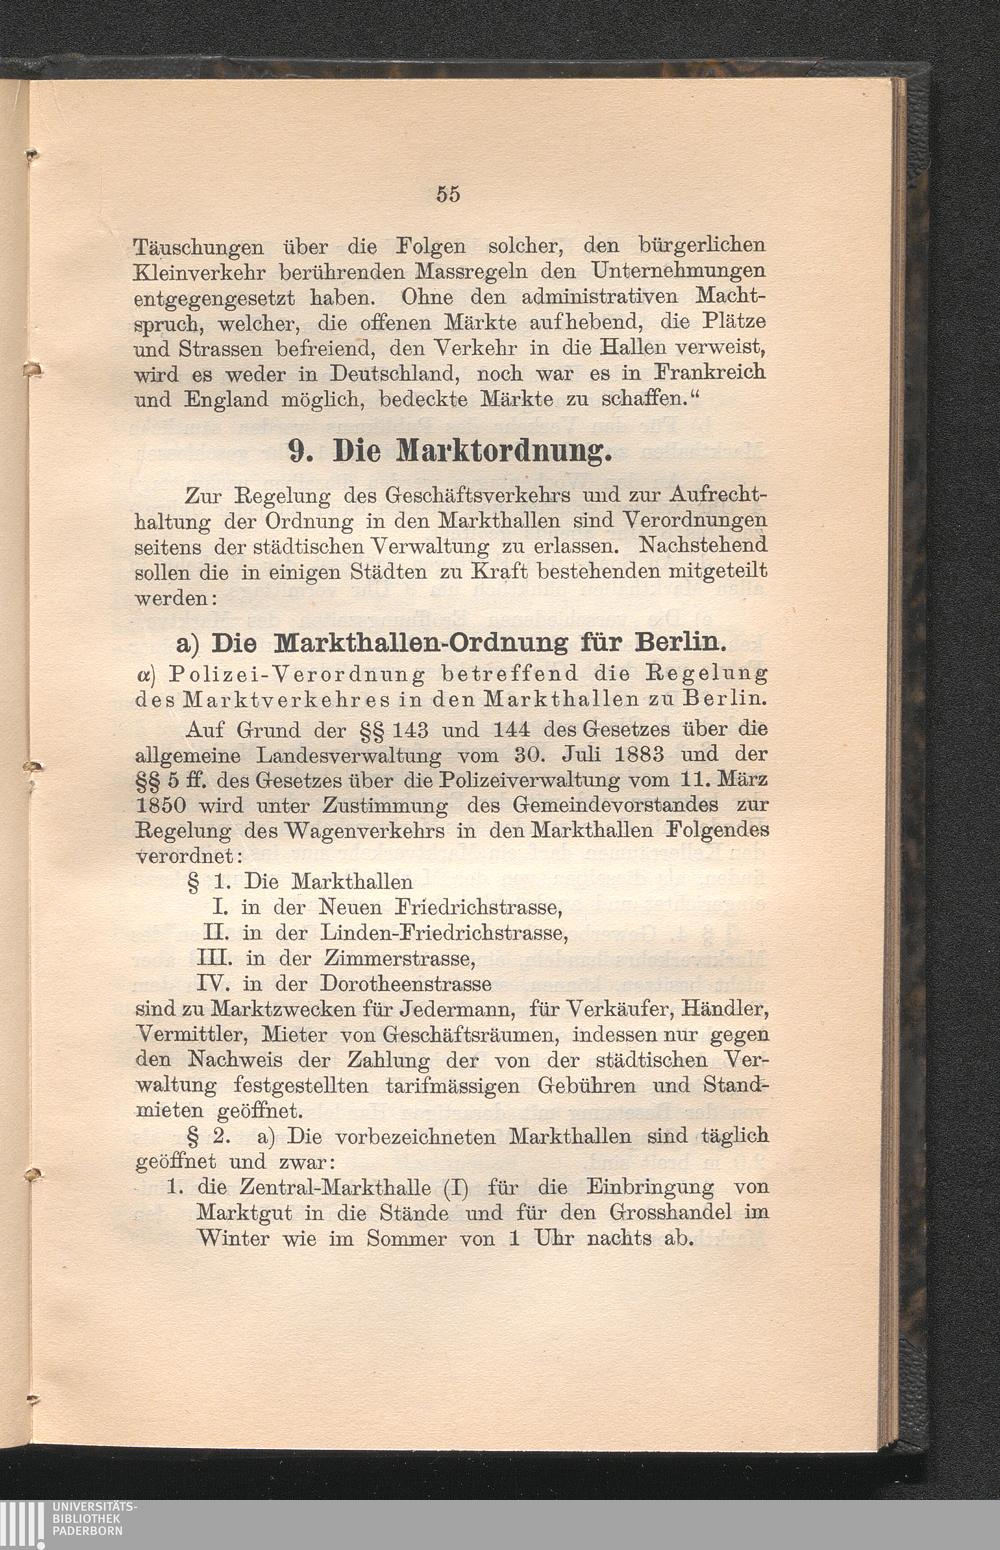 55
Täuschungen über die Folgen solcher, den bürgerlichen
Kleinverkehr berührenden Massregeln den Unternehmungen
entgegengesetzt haben. Ohne den administrativen Macht-
spruch, welcher, die offenen Märkte aufhebend, die Plätze
und Strassen befreiend, den Verkehr in die Hallen verweist,
wird es weder in Deutschland, noch war es in Frankreich
und England möglich, bedeckte Märkte zu schaffen.“
9. Die Marktordnung.
Zur Regelung des Geschäftsverkehrs und zur Aufrecht-
haltung der Ordnung in den Markthallen sind Verordnungen
seitens der städtischen Verwaltung zu erlassen. Nachstehend
sollen die in einigen Städten zu Kraft bestehenden mitgeteilt
werden:
a) Die Markthallen-Ordnung für Berlin.
α) Polizei-Verordnung betreffend die Regelung
des Marktverkehres in den Markthallen zu Berlin.
Auf Grund der §§ 143 und 144 des Gesetzes über die
allgemeine Landesverwaltung vom 30. Juli 1883 und der
§§ 5 ff. des Gesetzes über die Polizeiverwaltung vom 11. März
1850 wird unter Zustimmung des Gemeindevorstandes zur
Regelung des Wagenverkehrs in den Markthallen Folgendes
verordnet:
§ 1. Die Markthallen
I. in der Neuen Friedrichstrasse,
II. in der Linden-Friedrichstrasse,
III. in der Zimmerstrasse,
IV. in der Dorotheenstrasse
sind zu Marktzwecken für Jedermann, für Verkäufer, Händler,
Vermittler, Mieter von Geschäftsräumen, indessen nur gegen
den Nachweis der Zahlung der von der städtischen Ver-
waltung festgestellten tarifmässigen Gebühren und Stand-
mieten geöffnet.
§ 2. a) Die vorbezeichneten Markthallen sind täglich
geöffnet und zwar:
1. die Zentral-Markthalle (I) für die Einbringung von
Marktgut in die Stände und für den Grosshandel im
Winter wie im Sommer von 1 Uhr nachts ab.
UNIVERSITÄTS-
BIBLIOTHEK
PADERBORN